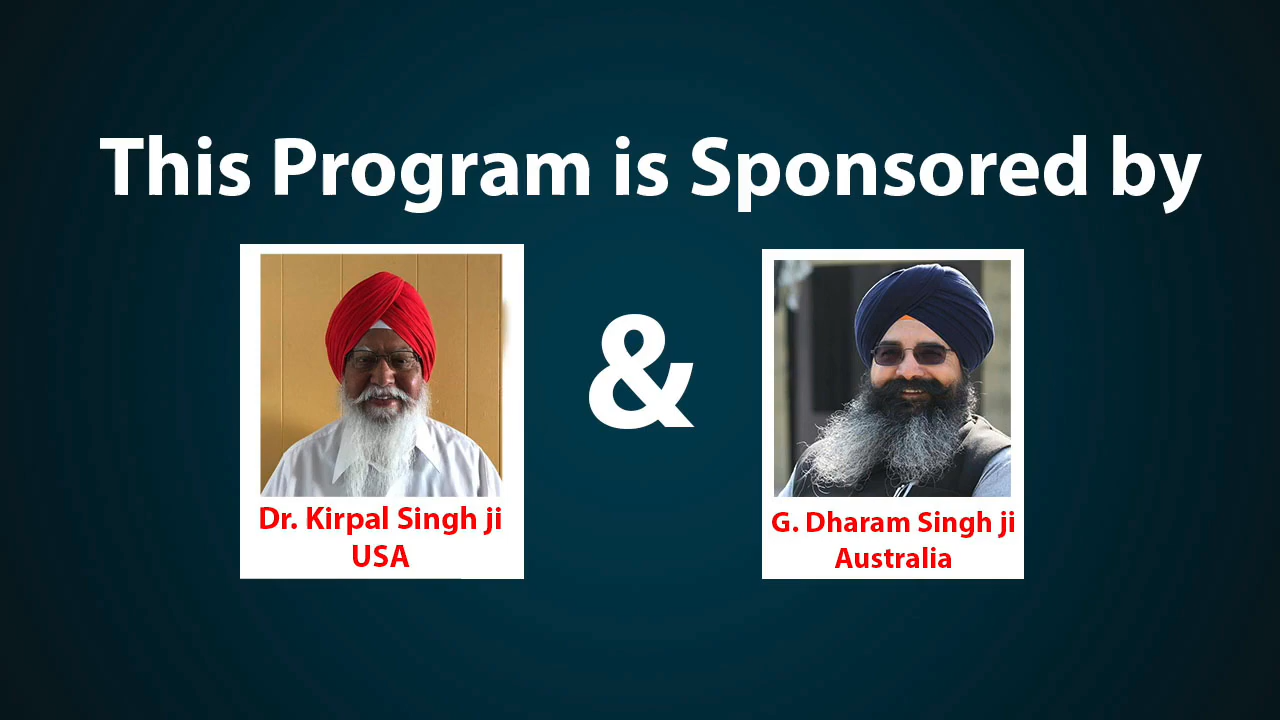 This Program is Sponsored by
&
Dr. Kirpal Singh ji
USA
G. Dharam Singh ji
Australia